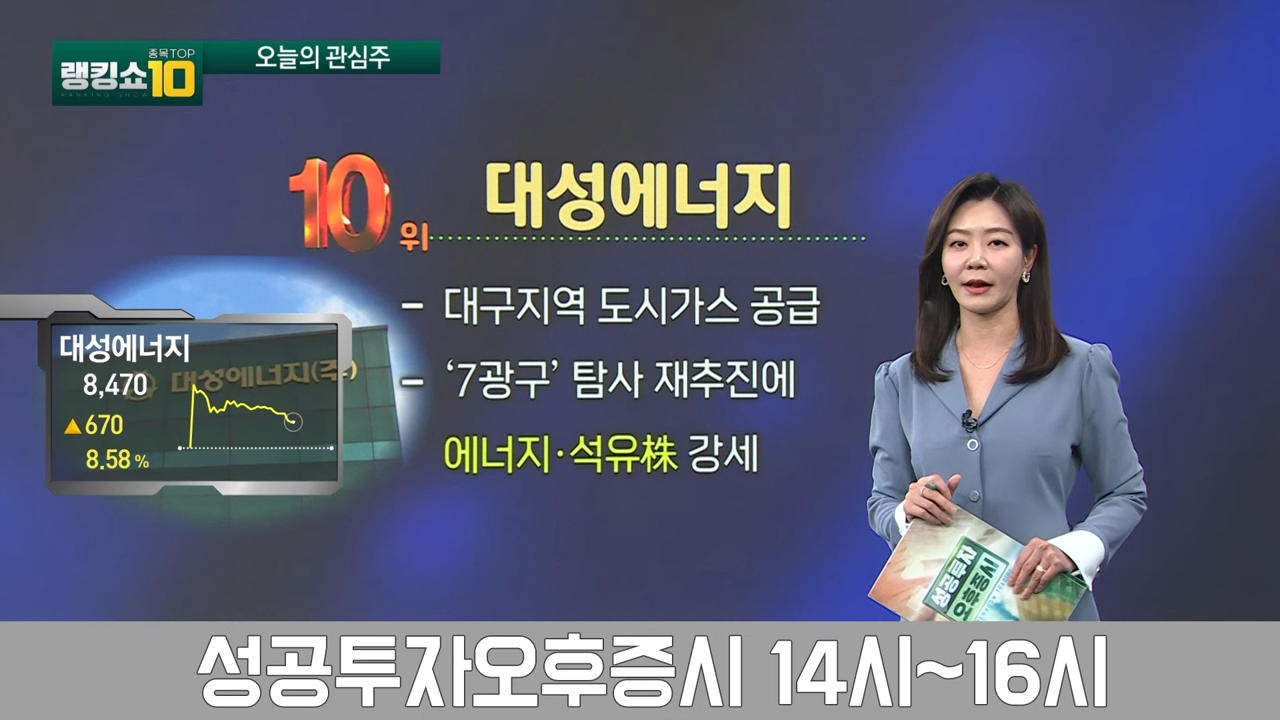 종목TOP
랭킹쇼10
RANKING SHOW
오늘의 관심주
10위 대성에너지
- 대구지역 도시가스 공급
- ‘7광구’ 탐사 재추진에
에너지·석유株 강세
대성에너지
8,470
▲670
8.58%
대성에너지(주)
성공투자
오후증시
성공투자오후증시 14시~16시